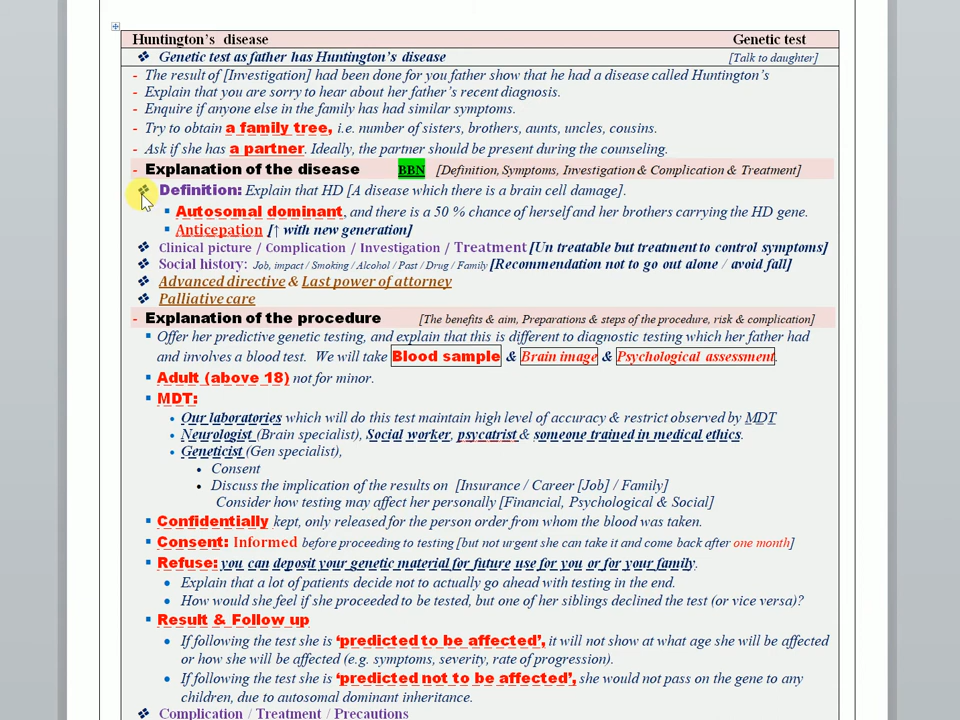 Huntington's disease Genetic test
❖ Genetic test as father has Huntington's disease [Talk to daughter]
- The result of [Investigation] had been done for you father show that he had a disease called Huntington's
- Explain that you are sorry to hear about her father's recent diagnosis.
- Enquire if anyone else in the family has had similar symptoms.
- Try to obtain a family tree, i.e. number of sisters, brothers, aunts, uncles, cousins.
- Ask if she has a partner. Ideally, the partner should be present during the counseling.
- Explanation of the disease BBN [Definition, Symptoms, Investigation & Complication & Treatment]
❖ Definition: Explain that HD [A disease which there is a brain cell damage].
▪ Autosomal dominant, and there is a 50 % chance of herself and her brothers carrying the HD gene.
▪ Anticepation [↑ with new generation]
❖ Clinical picture / Complication / Investigation / Treatment [Un treatable but treatment to control symptoms]
❖ Social history: Job, impact / Smoking / Alcohol / Past / Drug / Family [Recommendation not to go out alone / avoid fall]
❖ Advanced directive & Last power of attorney
❖ Palliative care
- Explanation of the procedure [The benefits & aim, Preparations & steps of the procedure, risk & complication]
▪ Offer her predictive genetic testing, and explain that this is different to diagnostic testing which her father had
and involves a blood test. We will take Blood sample & Brain image & Psychological assessment.
▪ Adult (above 18) not for minor.
▪ MDT:
• Our laboratories which will do this test maintain high level of accuracy & restrict observed by MDT
• Neurologist (Brain specialist), Social worker, psycatrist & someone trained in medical ethics.
• Geneticist (Gen specialist),
• Consent
• Discuss the implication of the results on [Insurance / Career [Job] / Family]
Consider how testing may affect her personally [Financial, Psychological & Social]
▪ Confidentially kept, only released for the person order from whom the blood was taken.
▪ Consent: Informed before proceeding to testing [but not urgent she can take it and come back after one month]
▪ Refuse: you can deposit your genetic material for future use for you or for your family.
• Explain that a lot of patients decide not to actually go ahead with testing in the end.
• How would she feel if she proceeded to be tested, but one of her siblings declined the test (or vice versa)?
▪ Result & Follow up
• If following the test she is 'predicted to be affected', it will not show at what age she will be affected
or how she will be affected (e.g. symptoms, severity, rate of progression).
• If following the test she is 'predicted not to be affected', she would not pass on the gene to any
children, due to autosomal dominant inheritance.
❖ Complication / Treatment / Precautions